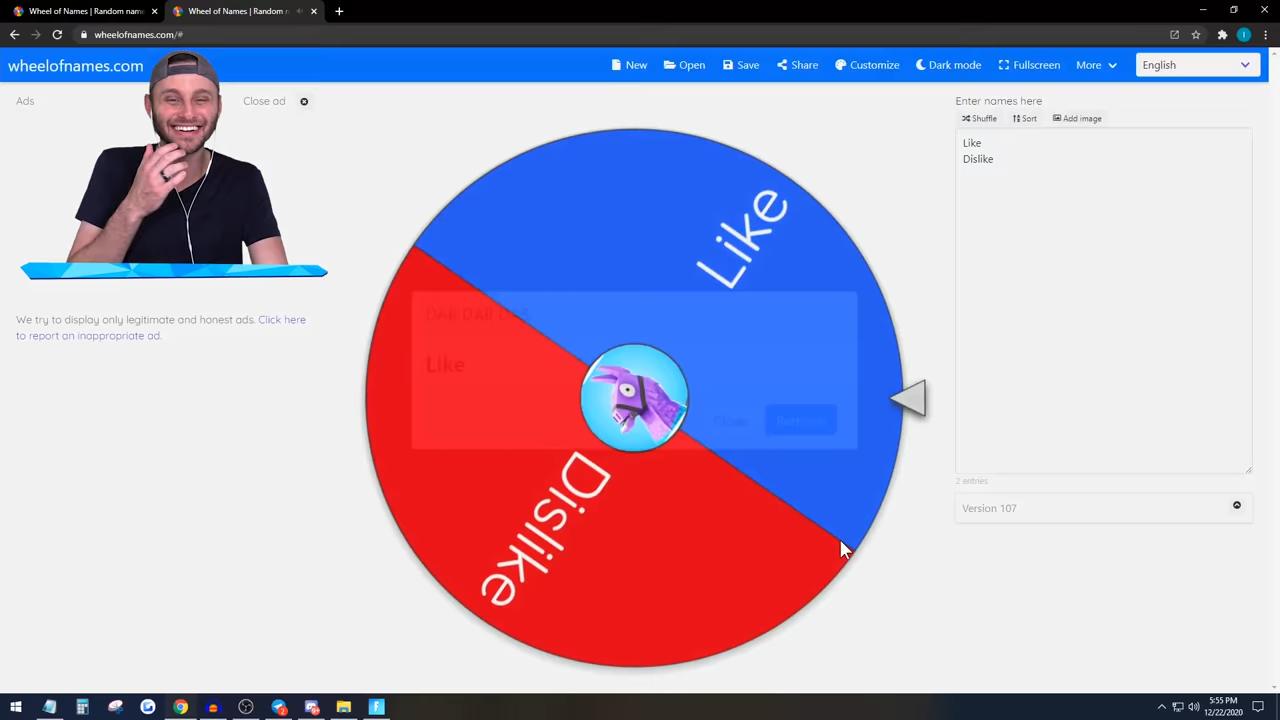 Wheel of Names | Random name
Wheel of Names | Random n
wheelofnames.com/#
wheelofnames.com
New
Open
Save
Share
Customize
Dark mode
Fullscreen
More
English
Ads
Close ad
We try to display only legitimate and honest ads. Click here
to report an inappropriate ad.
Like
Dislike
Like
Close
Enter names here
Shuffle
Sort
Add image
Like
Dislike
2 entries
Version 107
5:55 PM
12/22/2020